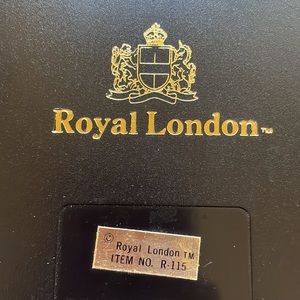 Royal London™
© Royal London TM
ITEM NO. R-115